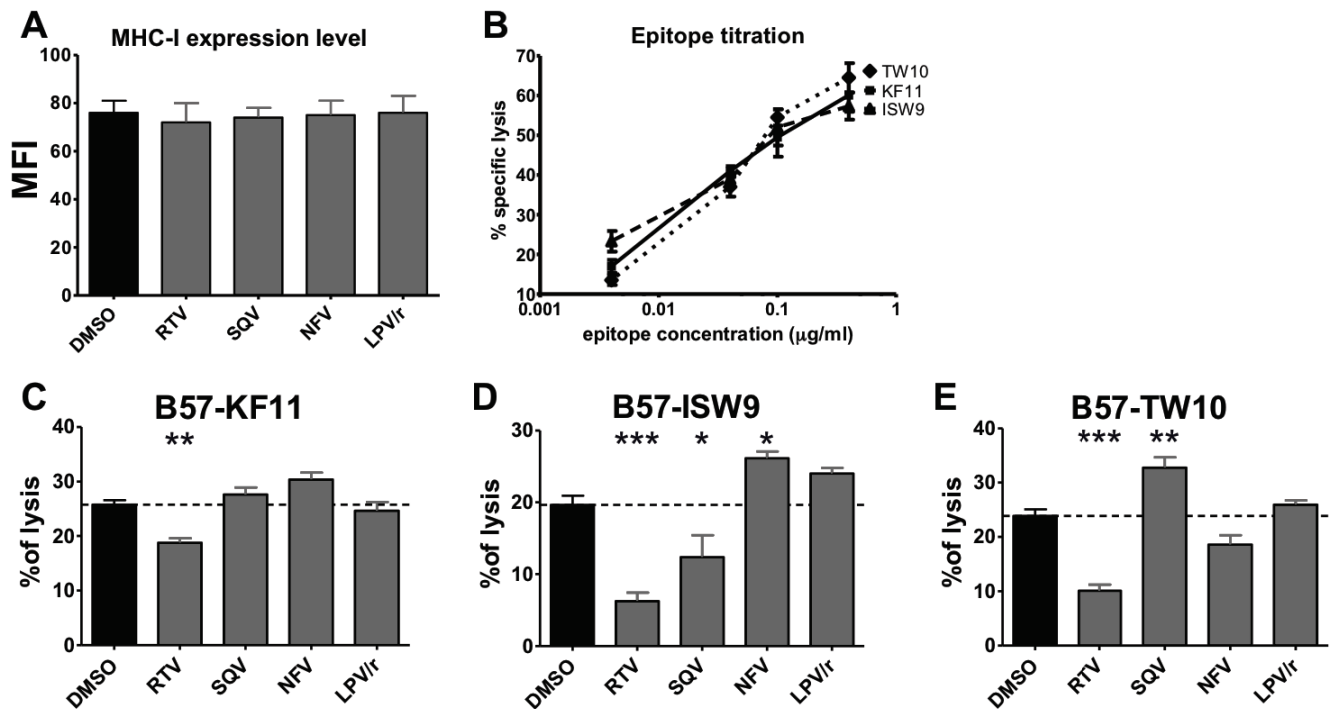 A
MHC-I expression level
MFI
100
80
60
40
20
0
DMSO
RTV
SQV
NFV
LPV/r
B
Epitope titration
% specific lysis
70
60
50
40
30
20
10
0.001
0.01
0.1
1
epitope concentration (μg/ml)
TW10
KF11
ISW9
C
B57-KF11
**
%of lysis
40
30
20
10
0
DMSO
RTV
SQV
NFV
LPV/r
D
B57-ISW9
*** * *
%of lysis
30
20
10
0
DMSO
RTV
SQV
NFV
LPV/r
E
B57-TW10
*** **
%of lysis
40
30
20
10
0
DMSO
RTV
SQV
NFV
LPV/r